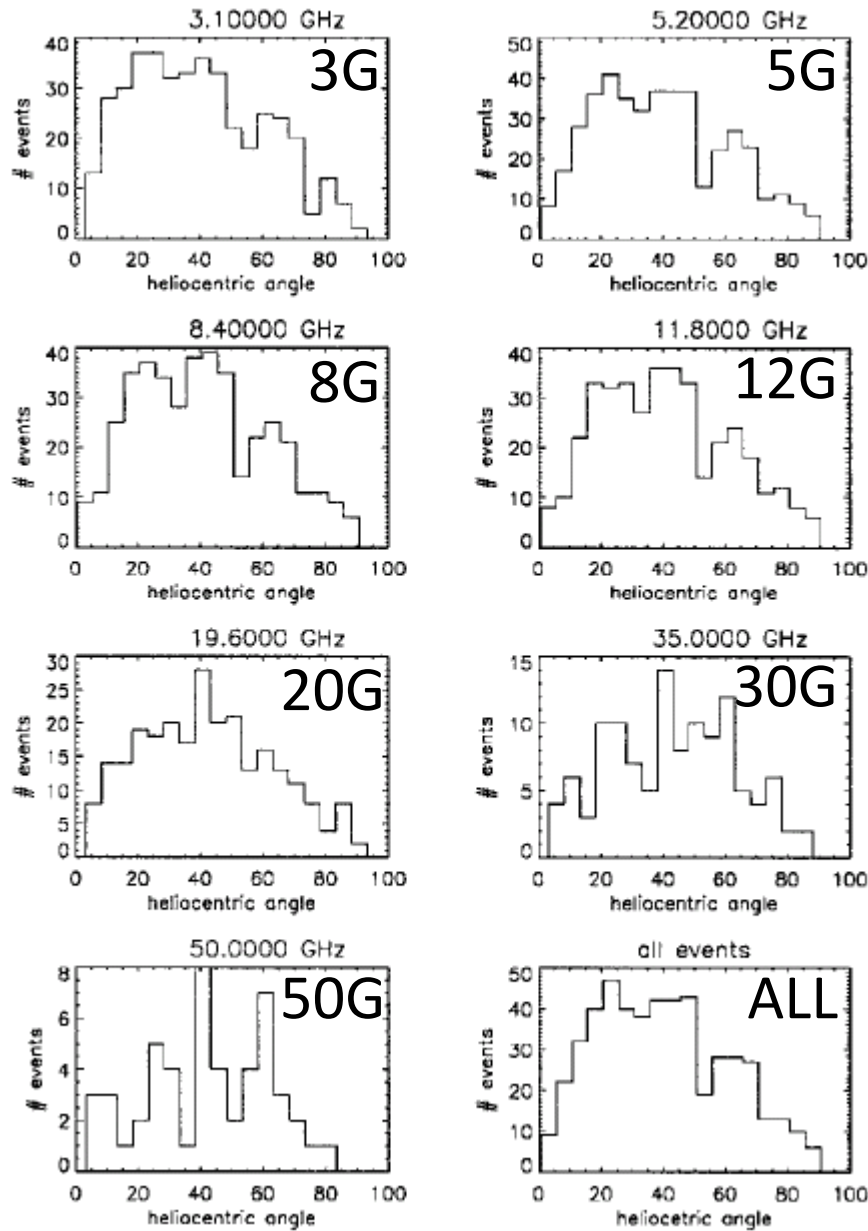 3.10000 GHz
3G
# events
40
30
20
10
0
0 20 40 60 80 100
heliocentric angle
5.20000 GHz
5G
# events
50
40
30
20
10
0
0 20 40 60 80 100
heliocentric angle
8.40000 GHz
8G
# events
40
30
20
10
0
0 20 40 60 80 100
heliocentric angle
11.8000 GHz
12G
# events
40
30
20
10
0
0 20 40 60 80 100
heliocentric angle
19.6000 GHz
20G
# events
30
25
20
15
10
5
0
0 20 40 60 80 100
heliocentric angle
35.0000 GHz
30G
# events
15
10
5
0
0 20 40 60 80 100
heliocentric angle
50.0000 GHz
50G
# events
8
6
4
2
0
0 20 40 60 80 100
heliocentric angle
all events
ALL
# events
50
40
30
20
10
0
0 20 40 60 80 100
heliocetric angle